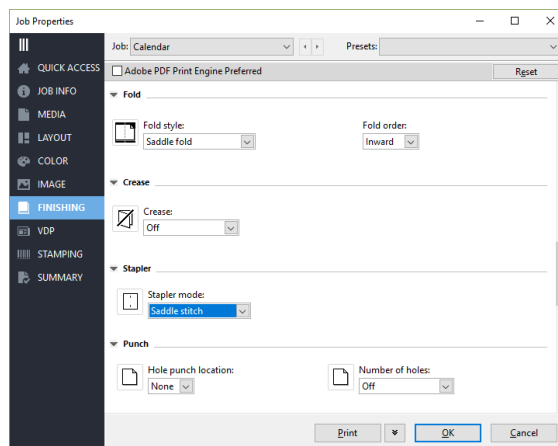 Job Properties
Job: Calendar
Presets:
QUICK ACCESS
JOB INFO
MEDIA
LAYOUT
COLOR
IMAGE
FINISHING
VDP
STAMPING
SUMMARY
Adobe PDF Print Engine Preferred
Reset
Fold
Fold style:
Fold order:
Saddle fold
Inward
Crease
Crease:
Off
Stapler
Stapler mode:
Saddle stitch
Punch
Hole punch location:
Number of holes:
None
Off
Print
OK
Cancel